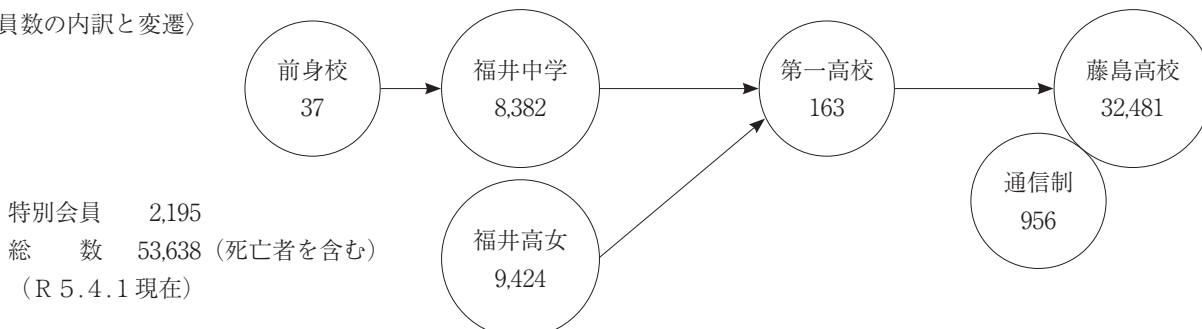 員数の内訳と変遷〉
前身校
37
福井中学
8,382
第一高校
163
藤島高校
32,481
通信制
956
福井高女
9,424
特別会員 2,195
総 数 53,638（死亡者を含む）
（R 5.4.1 現在）